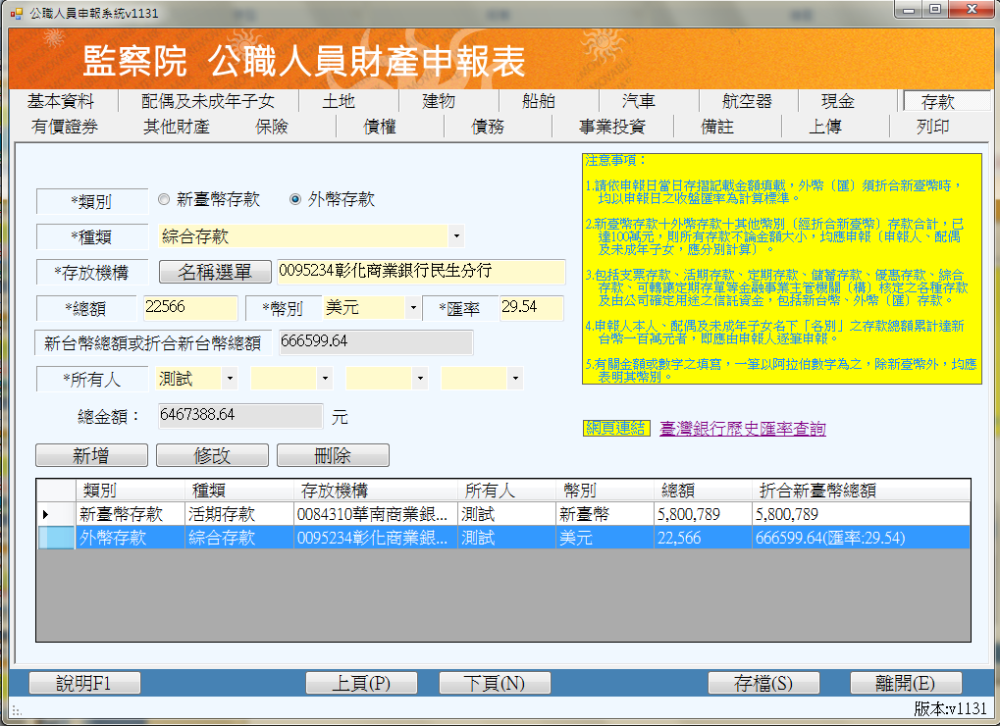 公職人員申報系統v1131
監察院 公職人員財產申報表
基本資料 配偶及未成年子女 土地 建物 船舶 汽車 航空器 現金 存款
有價證券 其他財產 保險 債權 債務 事業投資 備註 上傳 列印
*類別 新臺幣存款 外幣存款
*種類 綜合存款
*存放機構 名稱選單 0095234彰化商業銀行民生分行
*總額 22566 *幣別 美元 *匯率 29.54
新台幣總額或折合新台幣總額 666599.64
*所有人 測試
總金額： 6467388.64 元
新增 修改 刪除
注意事項：
1.請依申報日當日存摺記載金額填載，外幣〔匯〕須折合新臺幣時，
均以申報日之收盤匯率為計算標準。
2.新臺幣存款十外幣存款十其他幣別〔經折合新臺幣〕存款合計，已
達100萬元，則所有存款不論金額大小，均應申報〔申報人、配偶
及未成年子女，應分別計算〕。
3.包括支票存款、活期存款、定期存款、儲蓄存款、優惠存款、綜合
存款、可轉讓定期存單等金融事業主管機關〔構〕核定之各種存款
及由公司確定用途之信託資金，包括新台幣、外幣〔匯〕存款。
4.申報人本人、配偶及未成年子女名下「各別」之存款總額累計達新
台幣一百萬元者，即應由申報人逐筆申報。
5.有關金額或數字之填寫，一筆以阿拉伯數字為之，除新臺幣外，均應
表明其幣別。
網頁連結 臺灣銀行歷史匯率查詢
類別 種類 存放機構 所有人 幣別 總額 折合新臺幣總額
新臺幣存款 活期存款 0084310華南商業銀... 測試 新臺幣 5,800,789 5,800,789
外幣存款 綜合存款 0095234彰化商業銀... 測試 美元 22,566 666599.64(匯率:29.54)
說明F1 上頁(P) 下頁(N) 存檔(S) 離開(E)
版本:v1131